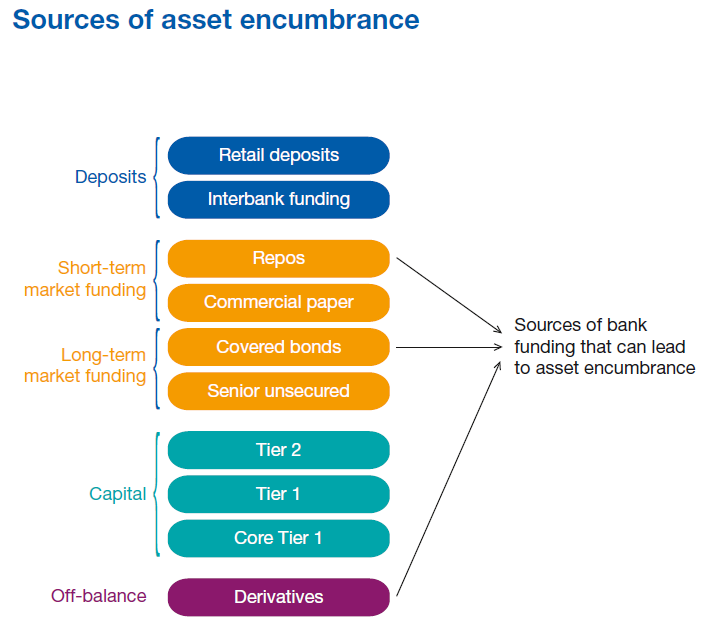 Sources of asset encumbrance
Deposits
Retail deposits
Interbank funding
Short-term
market funding
Repos
Commercial paper
Long-term
market funding
Covered bonds
Senior unsecured
Sources of bank
funding that can lead
to asset encumbrance
Capital
Tier 2
Tier 1
Core Tier 1
Off-balance
Derivatives